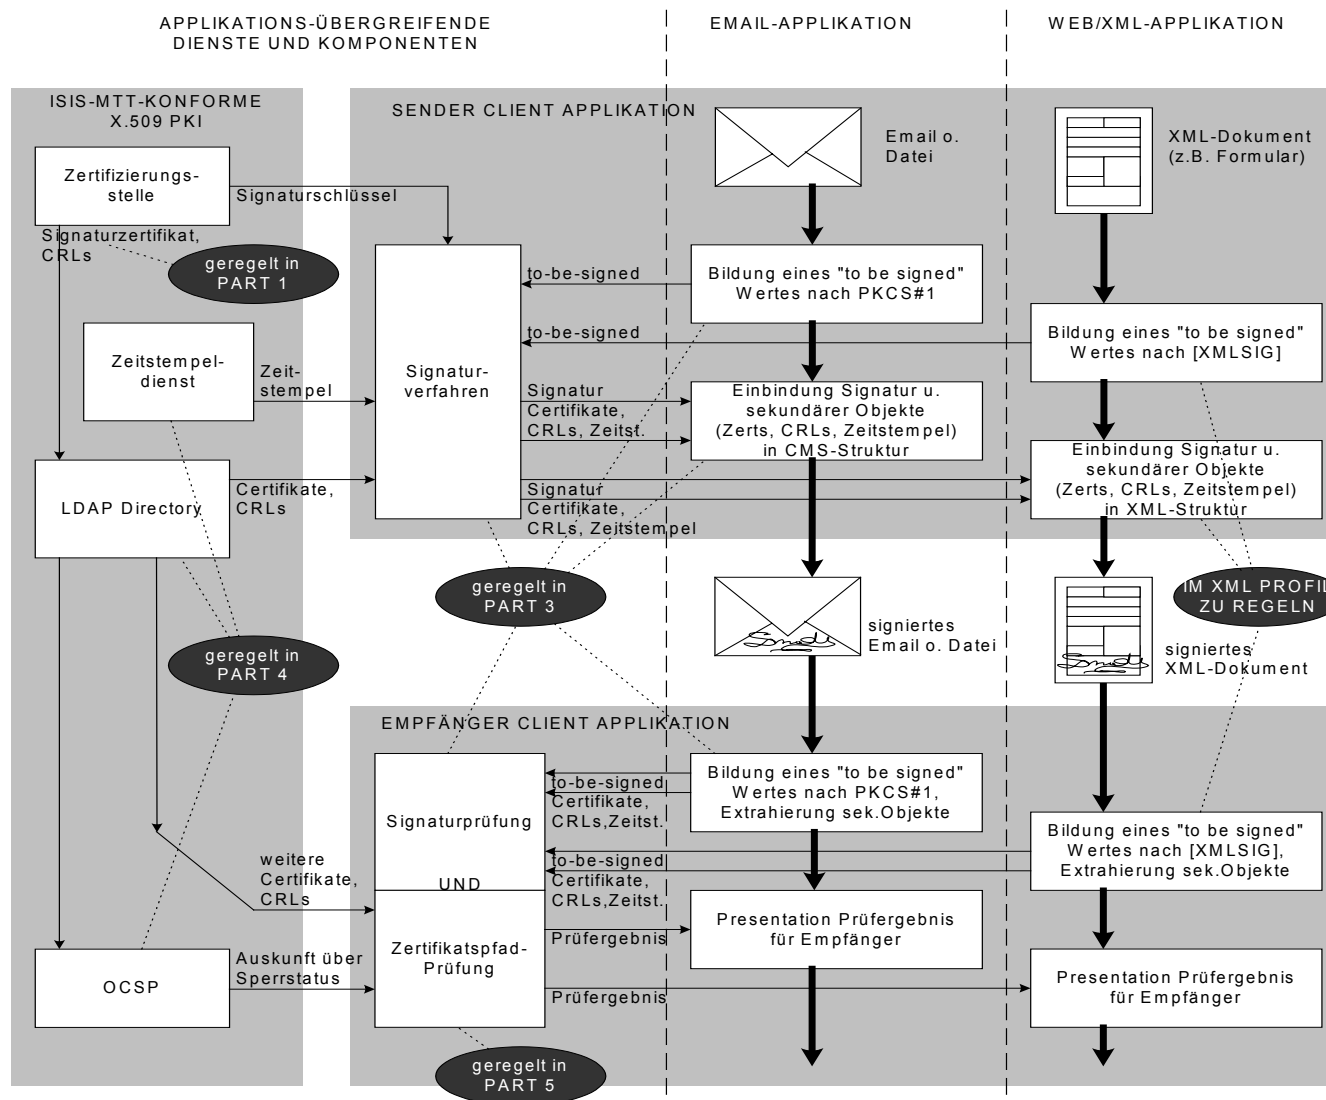 APPLIKATIONS-ÜBERGREIFENDE
DIENSTE UND KOMPONENTEN
EMAIL-APPLIKATION
WEB/XML-APPLIKATION
ISIS-MTT-KONFORME
X.509 PKI
SENDER CLIENT APPLIKATION
Email o.
Datei
XML-Dokument
(z.B. Formular)
Zertifizierungs-
stelle
Signaturschlüssel
Signaturzertifikat,
CRLs
geregelt in
PART 1
to-be-signed
Bildung eines "to be signed"
Wertes nach PKCS#1
to-be-signed
Bildung eines "to be signed"
Wertes nach [XMLSIG]
Zeitstempel-
dienst
Zeit-
stempel
Signatur-
verfahren
Signatur
Certifikate,
CRLs, Zeitst.
Einbindung Signatur u.
sekundärer Objekte
(Zerts, CRLs, Zeitstempel)
in CMS-Struktur
Einbindung Signatur u.
sekundärer Objekte
(Zerts, CRLs, Zeitstempel)
in XML-Struktur
LDAP Directory
Certifikate,
CRLs
Signatur
Certifikate,
CRLs, Zeitstempel
geregelt in
PART 3
IM XML PROFIL
ZU REGELN
signiertes
Email o. Datei
signiertes
XML-Dokument
geregelt in
PART 4
EMPFÄNGER CLIENT APPLIKATION
Signaturprüfung
UND
Zertifikatspfad-
Prüfung
to-be-signed
Certifikate,
CRLs,Zeitst.
Bildung eines "to be signed"
Wertes nach PKCS#1,
Extrahierung sek.Objekte
to-be-signed
Certifikate,
CRLs,Zeitst.
Bildung eines "to be signed"
Wertes nach [XMLSIG],
Extrahierung sek.Objekte
weitere
Certifikate,
CRLs
Prüfergebnis
Presentation Prüfergebnis
für Empfänger
OCSP
Auskunft über
Sperrstatus
Prüfergebnis
Presentation Prüfergebnis
für Empfänger
geregelt in
PART 5